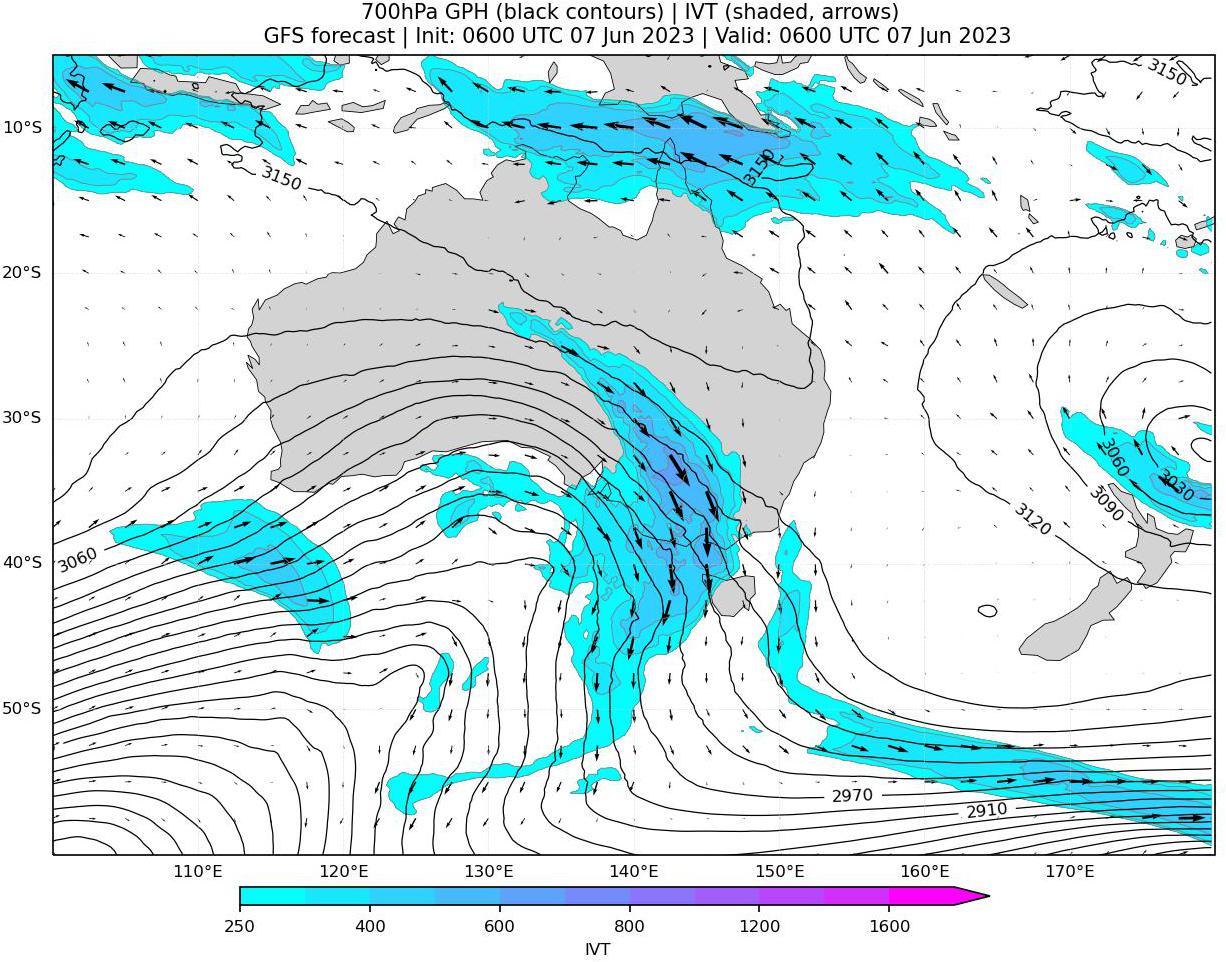 700hPa GPH (black contours) | IVT (shaded, arrows)
GFS forecast | Init: 0600 UTC 07 Jun 2023 | Valid: 0600 UTC 07 Jun 2023
3150
10°S
3150
3150
20°S
30°S
3060
3030
3090
3120
3060
40°S
50°S
2970
2910
110°E 120°E 130°E 140°E 150°E 160°E 170°E
250 400 600 800 1200 1600
IVT